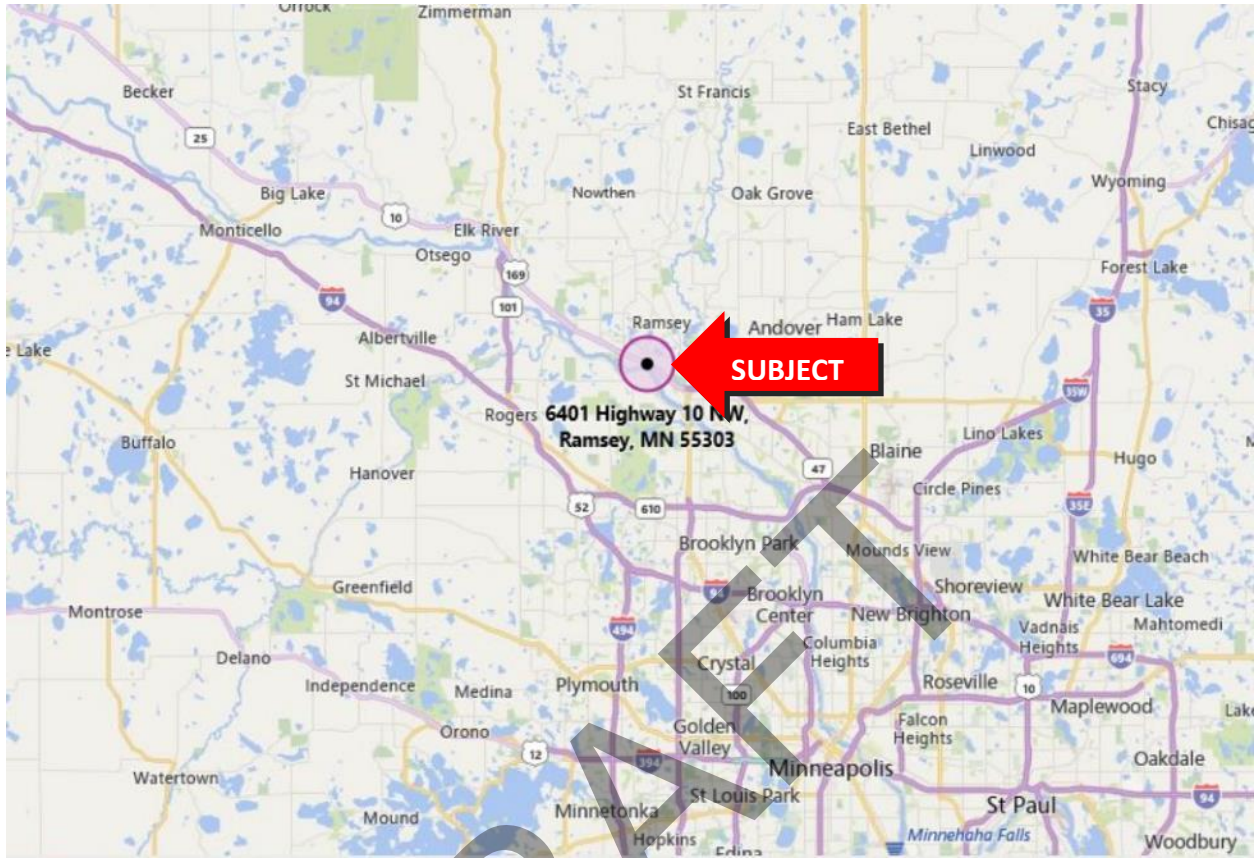 Orrock
Zimmerman
Becker
St Francis
Stacy
25
East Bethel
Linwood
Big Lake
Nowthen
Oak Grove
Wyoming
10
Monticello
Elk River
Otsego
169
Forest Lake
94
101
35
Ramsey
Andover
Ham Lake
Albertville
e Lake
SUBJECT
St Michael
35W
Rogers
6401 Highway 10 NW,
Ramsey, MN 55303
Buffalo
Lino Lakes
Blaine
Hugo
Hanover
47
Circle Pines
52
610
35E
Brooklyn Park
Mounds View
White Bear Beach
Greenfield
94
Brooklyn
Center
Shoreview
White Bear Lake
Montrose
New Brighton
Mahtomedi
494
Vadnais
Heights
Columbia
Heights
Delano
Crystal
694
Independence
Medina
Plymouth
100
Roseville
10
Maplewood
Orono
Golden
Valley
Falcon
Heights
12
394
Oakdale
Watertown
Minneapolis
St Louis Park
94
Mound
Minnetonka
St Paul
Hopkins
Minnehaha Falls
Woodbury
Edina
DRAFT